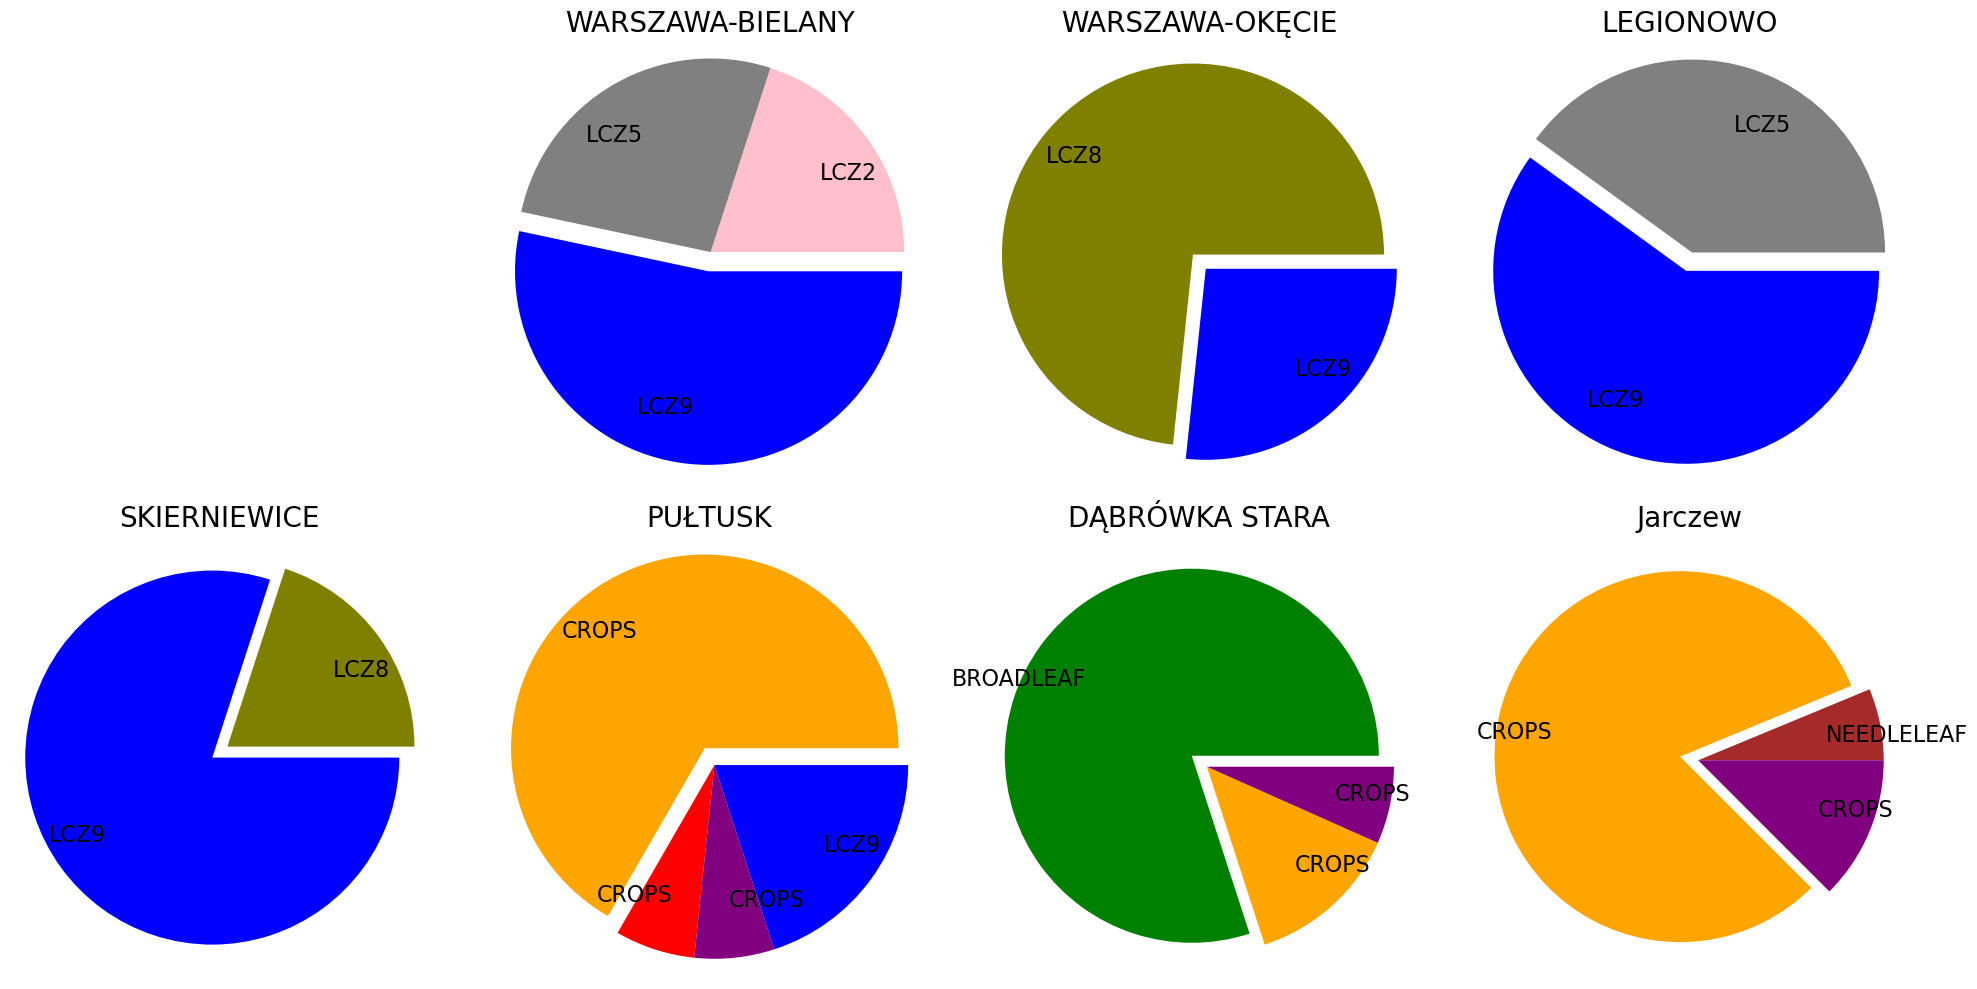 WARSZAWA-BIELANY
WARSZAWA-OKĘCIE
LEGIONOWO
LCZ5
LCZ2
LCZ9
LCZ8
LCZ9
LCZ5
LCZ9
SKIERNIEWICE
PUŁTUSK
DĄBRÓWKA STARA
Jarczew
LCZ8
LCZ9
CROPS
CROPS
CROPS
LCZ9
BROADLEAF
CROPS
CROPS
CROPS
NEEDLELEAF
CROPS